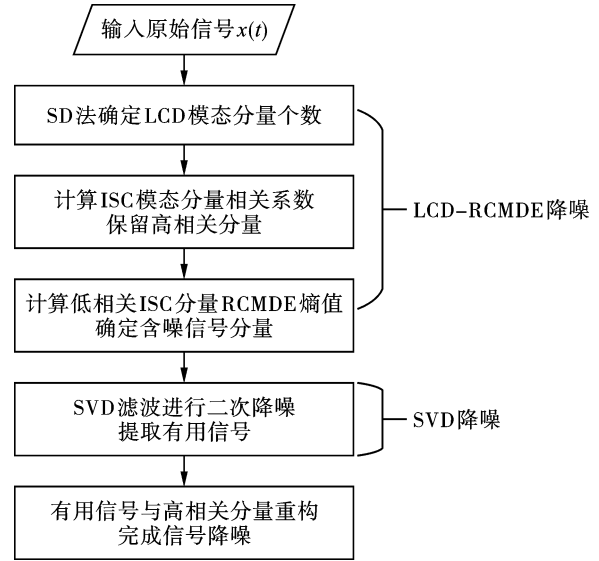 输入原始信号x(t)
SD法确定LCD模态分量个数
计算ISC模态分量相关系数
保留高相关分量
LCD-RCMDE降噪
计算低相关ISC分量RCMDE熵值
确定含噪信号分量
SVD滤波进行二次降噪
提取有用信号
SVD降噪
有用信号与高相关分量重构
完成信号降噪